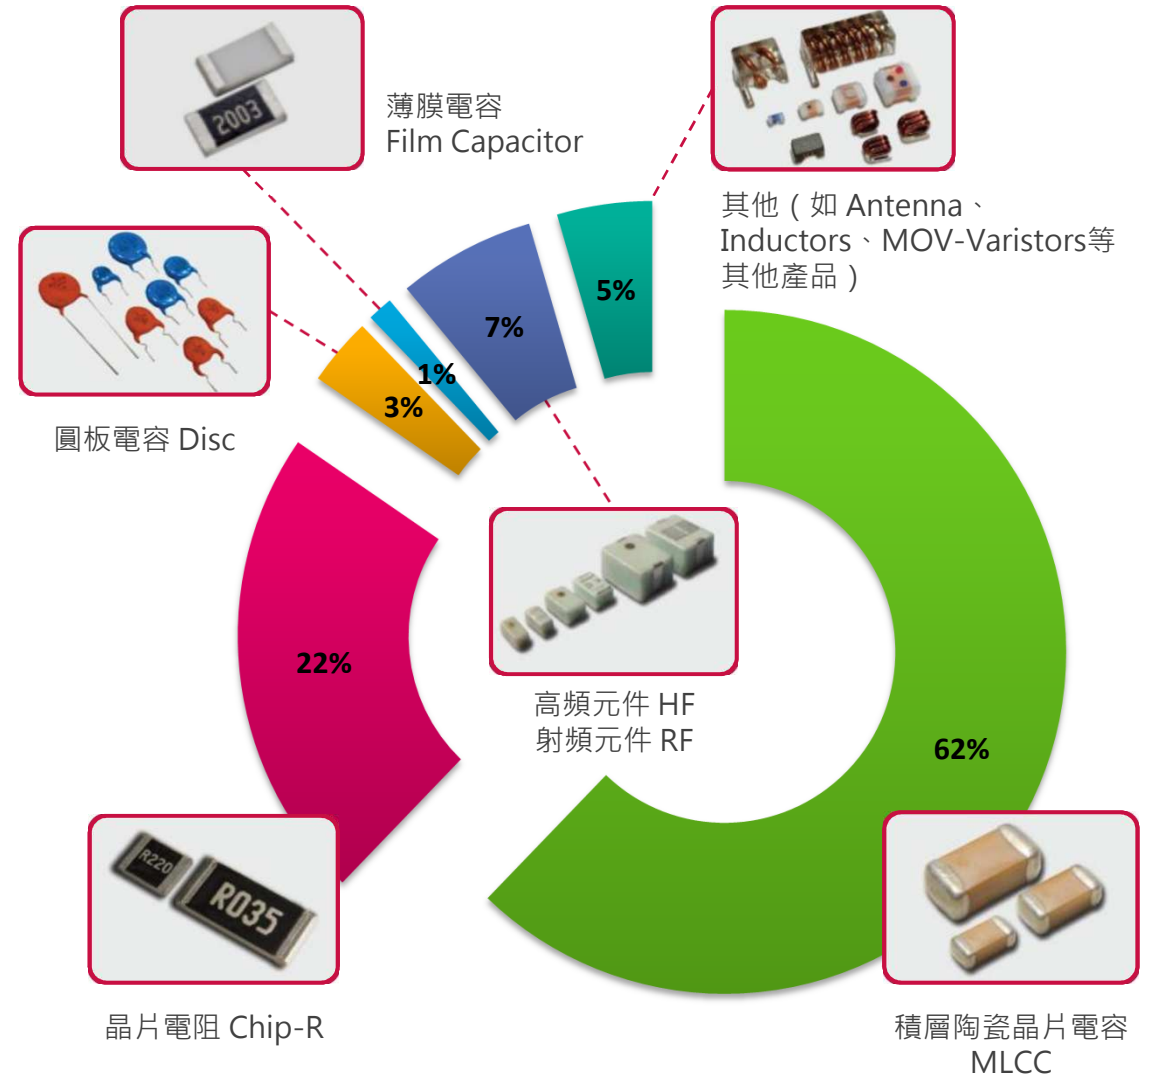 2003
薄膜電容
Film Capacitor
其他（如 Antenna、
Inductors、MOV-Varistors等
其他產品）
5%
7%
1%
3%
圓板電容 Disc
22%
高頻元件 HF
射頻元件 RF
62%
R220
R035
晶片電阻 Chip-R
積層陶瓷晶片電容
MLCC